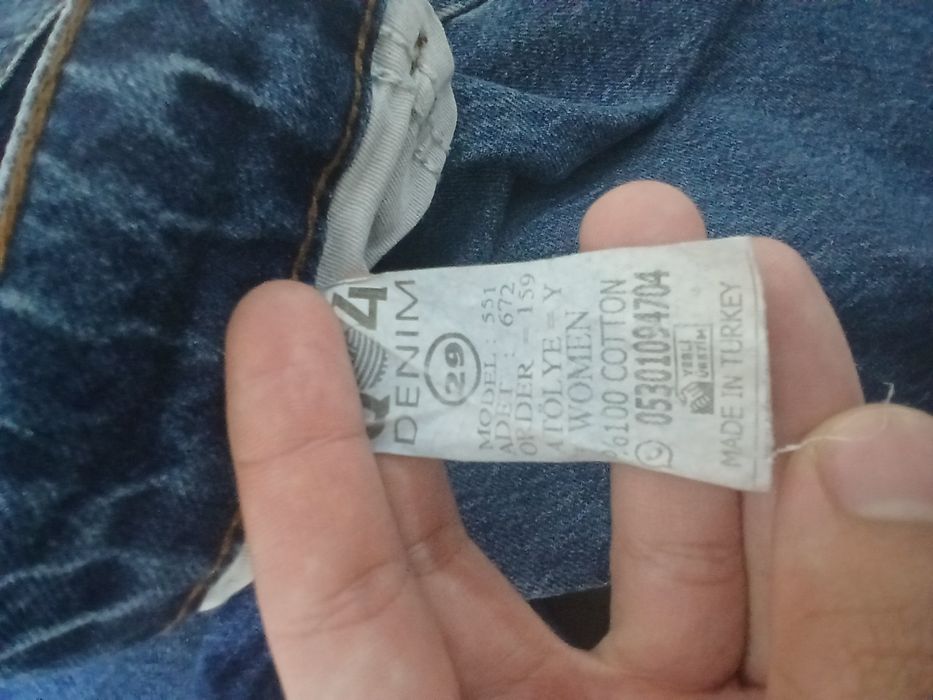 DENIM
29
MODEL : 551
ADET : 672
ORDER = 159
ATÖLYE = Y
WOMEN
%100 COTTON
05301094704
YERLİ
ÜRETİM
MADE IN TURKEY